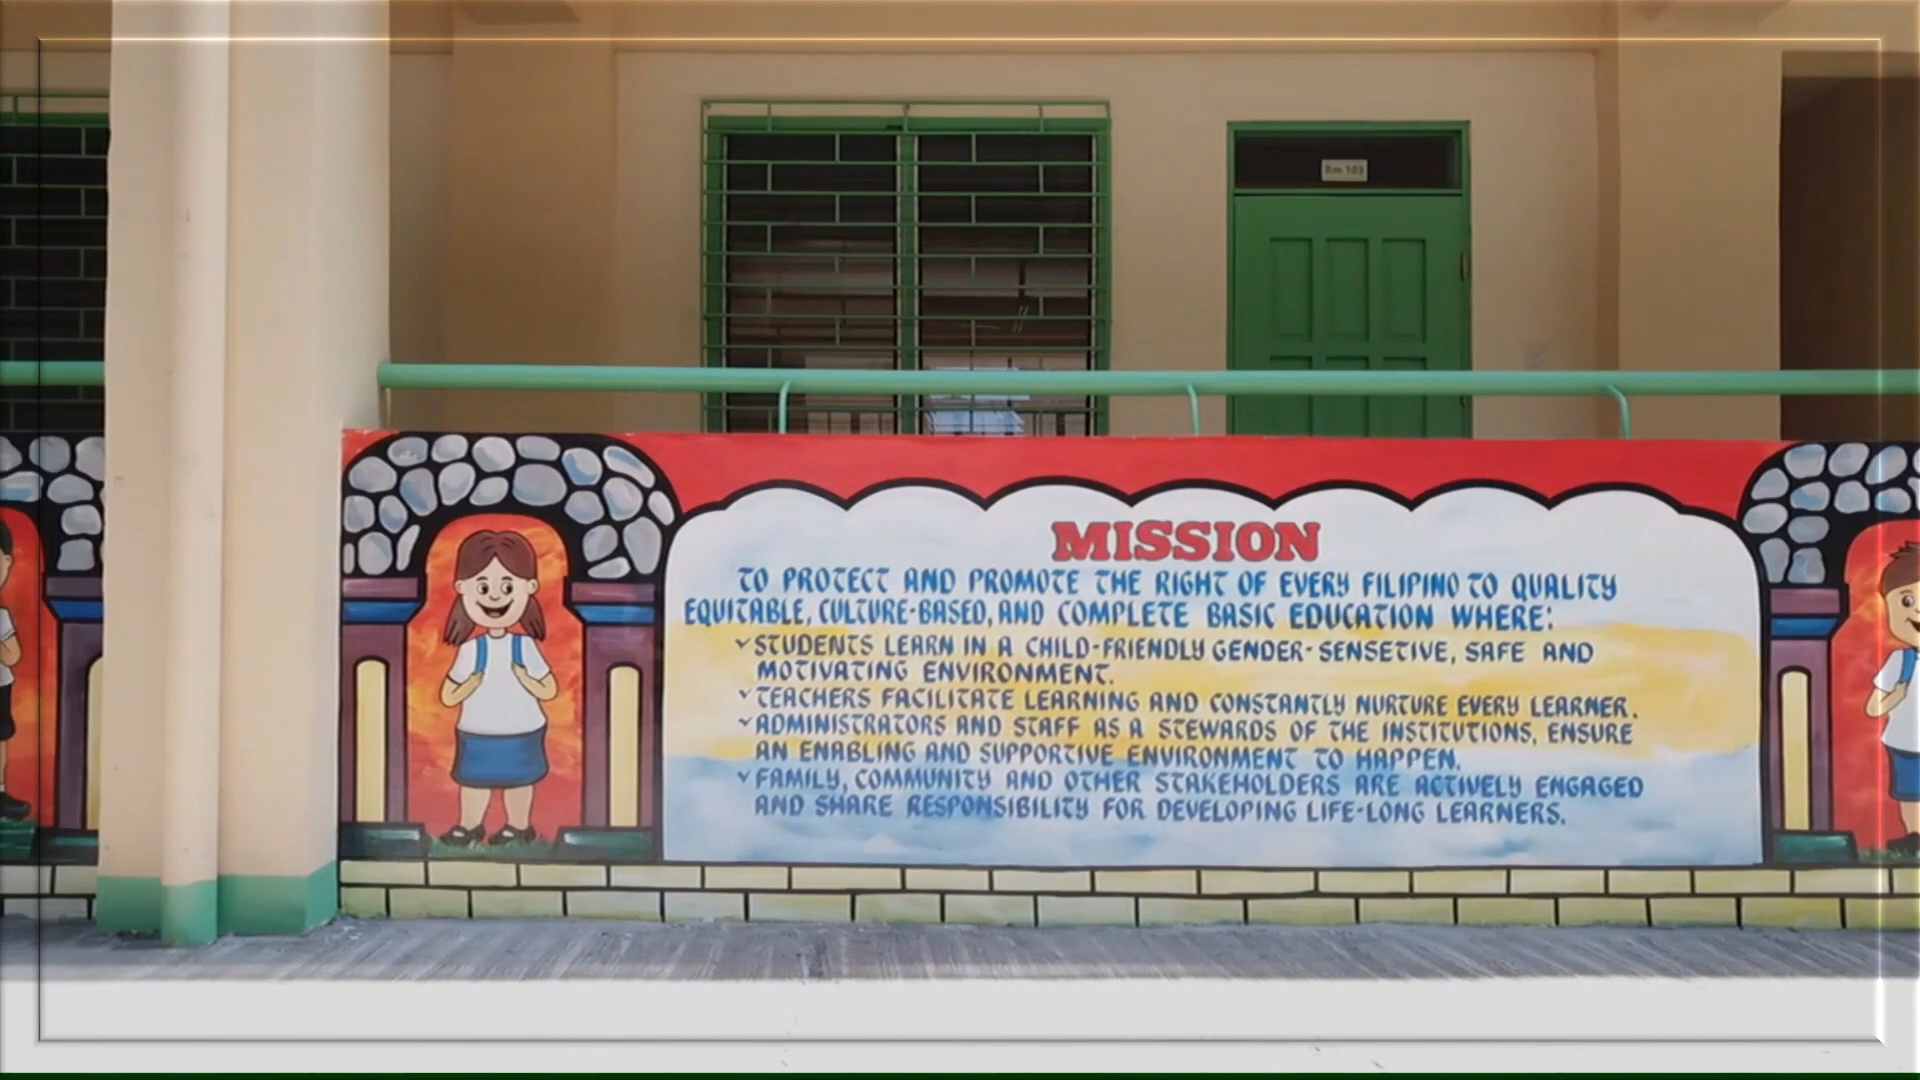 Rm 103
MISSION
TO PROTECT AND PROMOTE THE RIGHT OF EVERY FILIPINO TO QUALITY
EQUITABLE, CULTURE-BASED, AND COMPLETE BASIC EDUCATION WHERE:
✓STUDENTS LEARN IN A CHILD-FRIENDLY GENDER-SENSETIVE, SAFE AND
MOTIVATING ENVIRONMENT.
✓TEACHERS FACILITATE LEARNING AND CONSTANTLY NURTURE EVERY LEARNER.
✓ADMINISTRATORS AND STAFF AS A STEWARDS OF THE INSTITUTIONS, ENSURE
AN ENABLING AND SUPPORTIVE ENVIRONMENT TO HAPPEN.
✓FAMILY, COMMUNITY AND OTHER STAKEHOLDERS ARE ACTIVELY ENGAGED
AND SHARE RESPONSIBILITY FOR DEVELOPING LIFE-LONG LEARNERS.